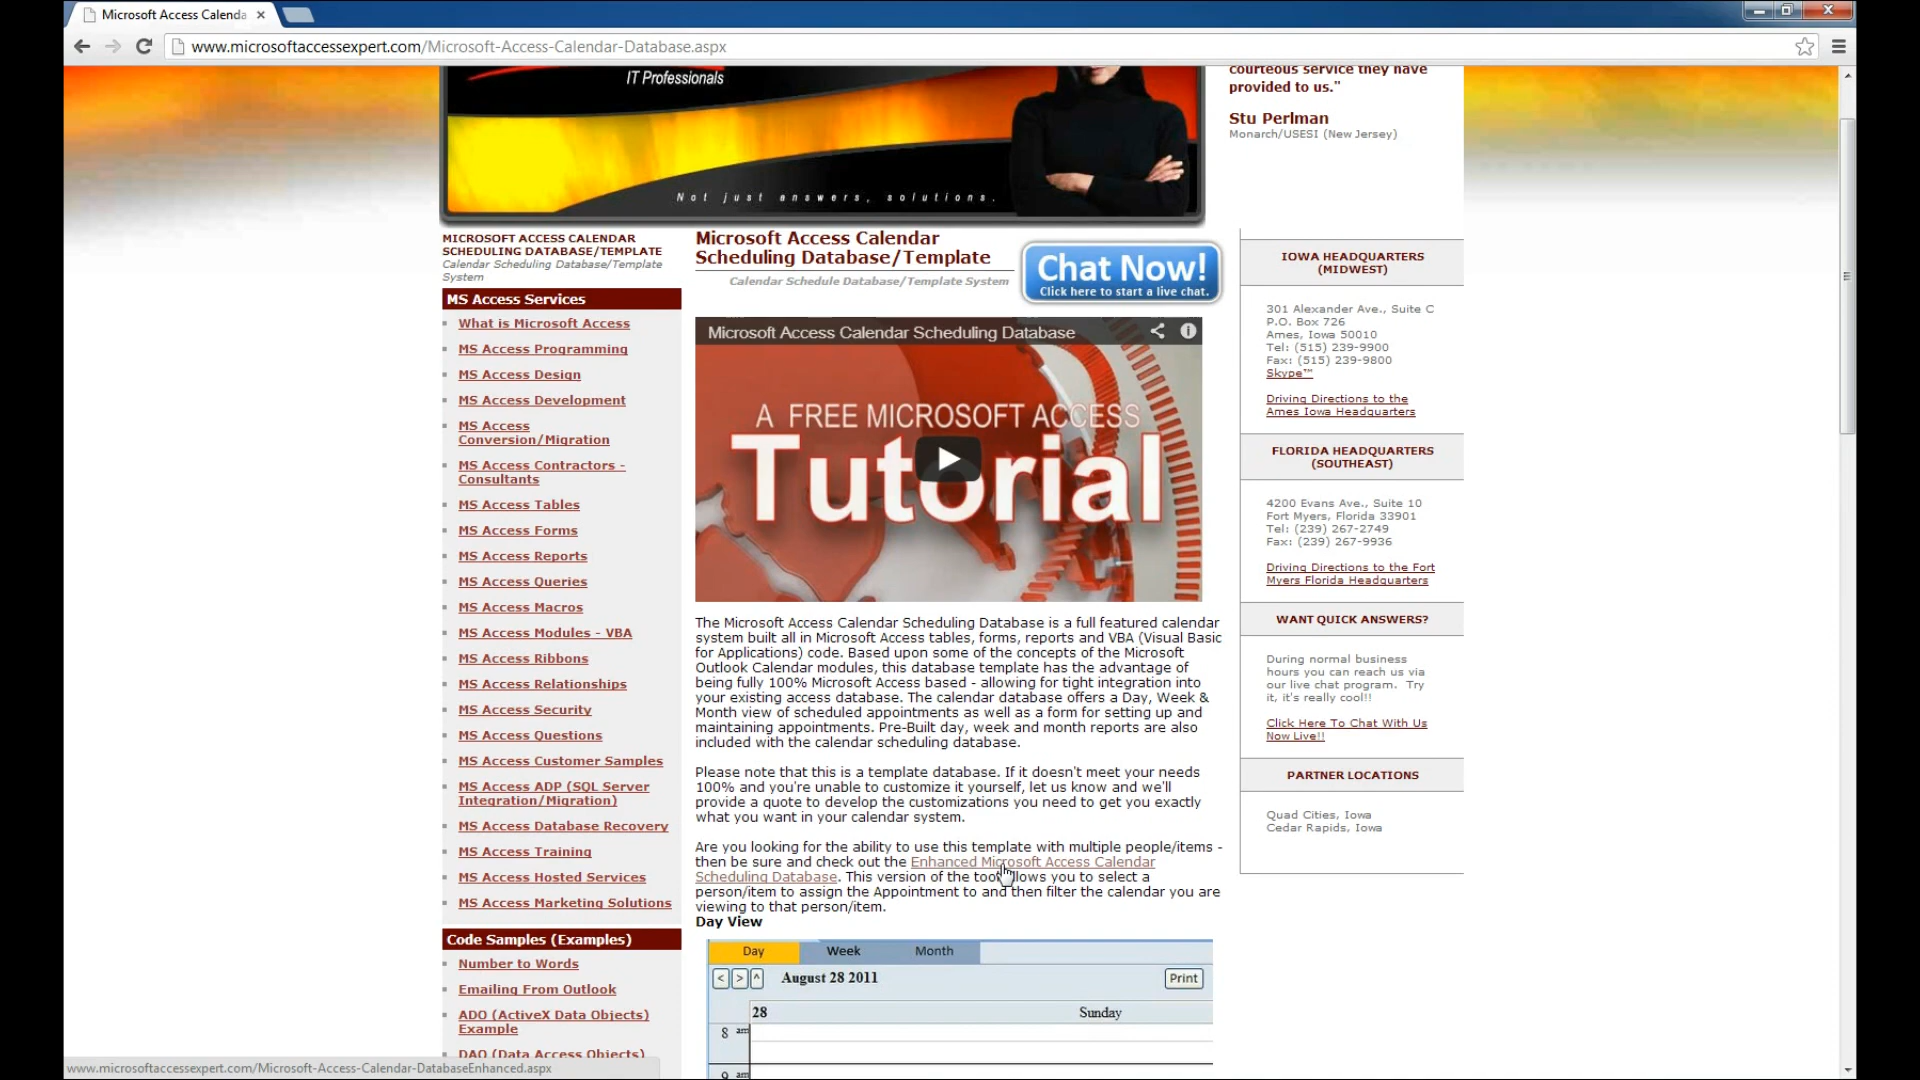 Microsoft Access Calenda
www.microsoftaccessexpert.com/Microsoft-Access-Calendar-Database.aspx
IT Professionals
Not just answers, solutions.
courteous service they have
provided to us."
Stu Perlman
Monarch/USESI (New Jersey)
MICROSOFT ACCESS CALENDAR
SCHEDULING DATABASE/TEMPLATE
Calendar Scheduling Database/Template
System
MS Access Services
What is Microsoft Access
MS Access Programming
MS Access Design
MS Access Development
MS Access
Conversion/Migration
MS Access Contractors -
Consultants
MS Access Tables
MS Access Forms
MS Access Reports
MS Access Queries
MS Access Macros
MS Access Modules - VBA
MS Access Ribbons
MS Access Relationships
MS Access Security
MS Access Questions
MS Access Customer Samples
MS Access ADP (SQL Server
Integration/Migration)
MS Access Database Recovery
MS Access Training
MS Access Hosted Services
MS Access Marketing Solutions
Code Samples (Examples)
Number to Words
Emailing From Outlook
ADO (ActiveX Data Objects)
Example
DAO (Data Access Objects)
Microsoft Access Calendar
Scheduling Database/Template
Calendar Schedule Database/Template System
Chat Now!
Click here to start a live chat.
Microsoft Access Calendar Scheduling Database
A FREE MICROSOFT ACCESS
Tutorial
The Microsoft Access Calendar Scheduling Database is a full featured calendar
system built all in Microsoft Access tables, forms, reports and VBA (Visual Basic
for Applications) code. Based upon some of the concepts of the Microsoft
Outlook Calendar modules, this database template has the advantage of
being fully 100% Microsoft Access based - allowing for tight integration into
your existing access database. The calendar database offers a Day, Week &
Month view of scheduled appointments as well as a form for setting up and
maintaining appointments. Pre-Built day, week and month reports are also
included with the calendar scheduling database.
Please note that this is a template database. If it doesn't meet your needs
100% and you're unable to customize it yourself, let us know and we'll
provide a quote to develop the customizations you need to get you exactly
what you want in your calendar system.
Are you looking for the ability to use this template with multiple people/items -
then be sure and check out the Enhanced Microsoft Access Calendar
Scheduling Database. This version of the tool allows you to select a
person/item to assign the Appointment to and then filter the calendar you are
viewing to that person/item.
Day View
Day Week Month
< > ^ August 28 2011 Print
28 Sunday
8 am
9 am
IOWA HEADQUARTERS
(MIDWEST)
301 Alexander Ave., Suite C
P.O. Box 726
Ames, Iowa 50010
Tel: (515) 239-9900
Fax: (515) 239-9800
Skype™
Driving Directions to the
Ames Iowa Headquarters
FLORIDA HEADQUARTERS
(SOUTHEAST)
4200 Evans Ave., Suite 10
Fort Myers, Florida 33901
Tel: (239) 267-2749
Fax: (239) 267-9936
Driving Directions to the Fort
Myers Florida Headquarters
WANT QUICK ANSWERS?
During normal business
hours you can reach us via
our live chat program. Try
it, it's really cool!!
Click Here To Chat With Us
Now Live!!
PARTNER LOCATIONS
Quad Cities, Iowa
Cedar Rapids, Iowa
www.microsoftaccessexpert.com/Microsoft-Access-Calendar-DatabaseEnhanced.aspx